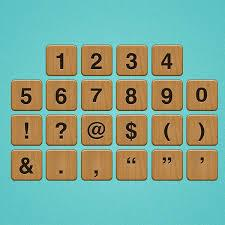 1 2 3 4
5 6 7 8 9 0
! ? @ $ ( )
& . , “ ” ’